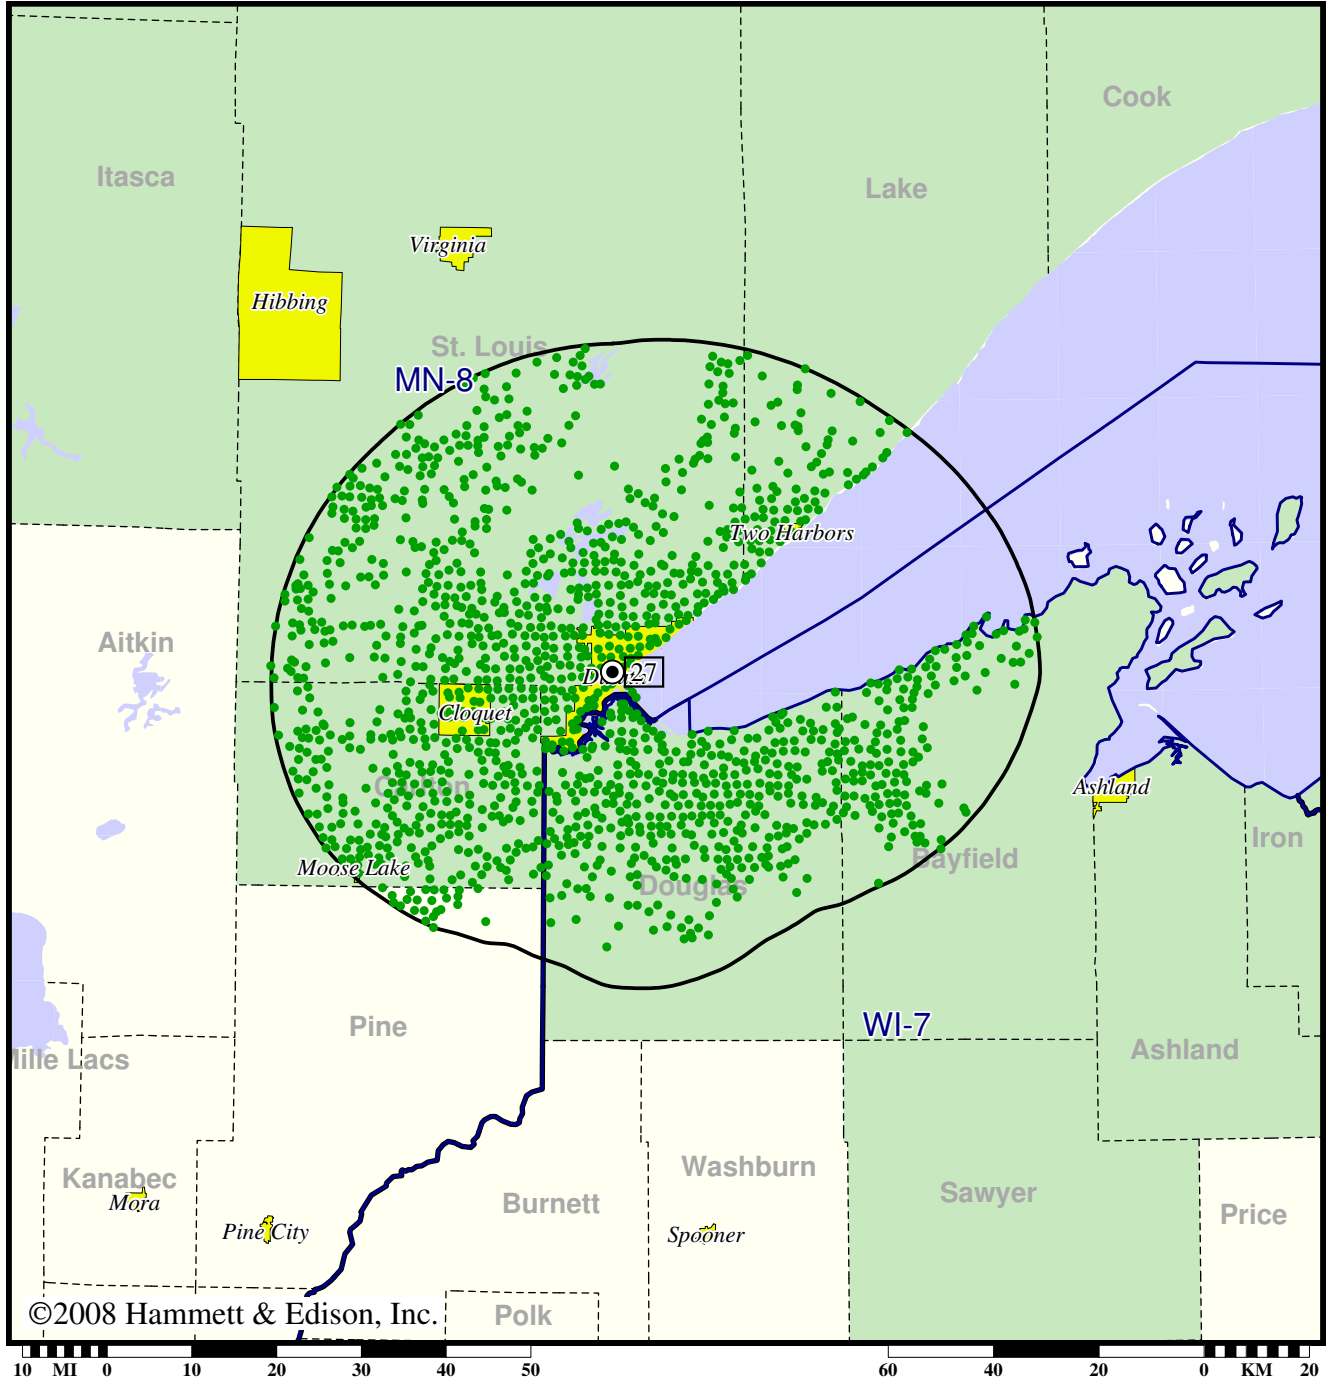 Cook
Itasca
Lake
Virginia
Hibbing
St. Louis
MN-8
Two Harbors
Aitkin
27
Cloquet
Carlton
Ashland
Iron
Moose Lake
Bayfield
Douglas
Pine
WI-7
Mille Lacs
Ashland
Kanabec
Mora
Washburn
Sawyer
Burnett
Price
Pine City
Spooner
©2008 Hammett & Edison, Inc.
Polk
10 MI 0 10 20 30 40 50 60 40 20 0 KM 20